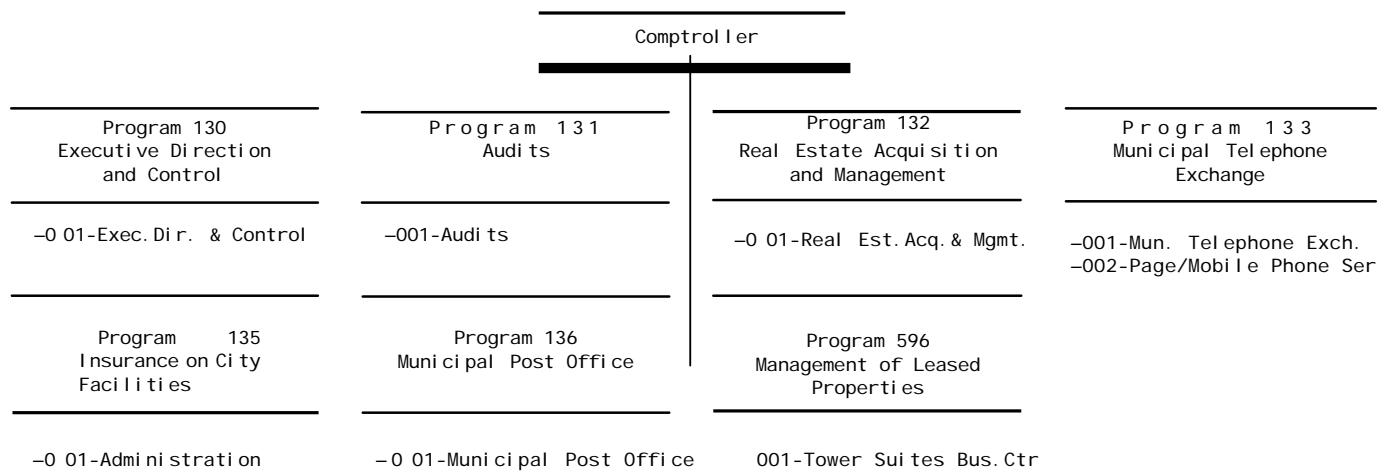 Comptroller
Program 130
Executive Direction
and Control
–001-Exec.Dir. & Control
Program 131
Audits
–001-Audits
Program 132
Real Estate Acquisition
and Management
–001-Real Est.Acq.& Mgmt.
Program 133
Municipal Telephone
Exchange
–001-Mun. Telephone Exch.
–002-Page/Mobile Phone Ser
Program 135
Insurance on City
Facilities
–001-Administration
Program 136
Municipal Post Office
–001-Municipal Post Office
Program 596
Management of Leased
Properties
001-Tower Suites Bus.Ctr